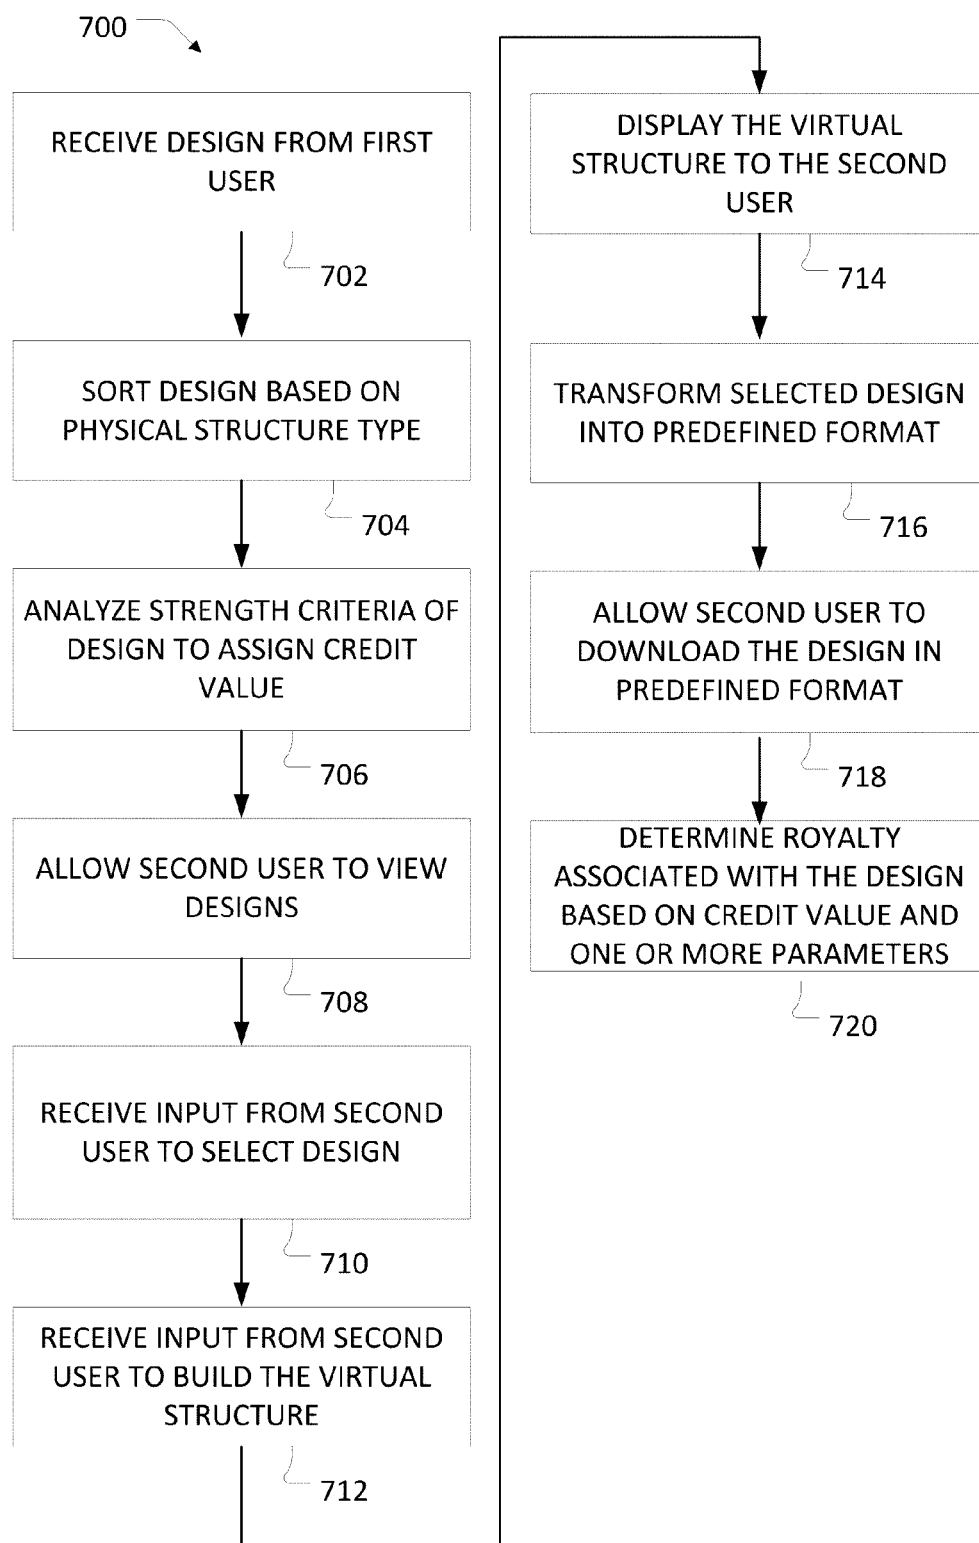 700
RECEIVE DESIGN FROM FIRST
USER
702
SORT DESIGN BASED ON
PHYSICAL STRUCTURE TYPE
704
ANALYZE STRENGTH CRITERIA OF
DESIGN TO ASSIGN CREDIT
VALUE
706
ALLOW SECOND USER TO VIEW
DESIGNS
708
RECEIVE INPUT FROM SECOND
USER TO SELECT DESIGN
710
RECEIVE INPUT FROM SECOND
USER TO BUILD THE VIRTUAL
STRUCTURE
712
DISPLAY THE VIRTUAL
STRUCTURE TO THE SECOND
USER
714
TRANSFORM SELECTED DESIGN
INTO PREDEFINED FORMAT
716
ALLOW SECOND USER TO
DOWNLOAD THE DESIGN IN
PREDEFINED FORMAT
718
DETERMINE ROYALTY
ASSOCIATED WITH THE DESIGN
BASED ON CREDIT VALUE AND
ONE OR MORE PARAMETERS
720